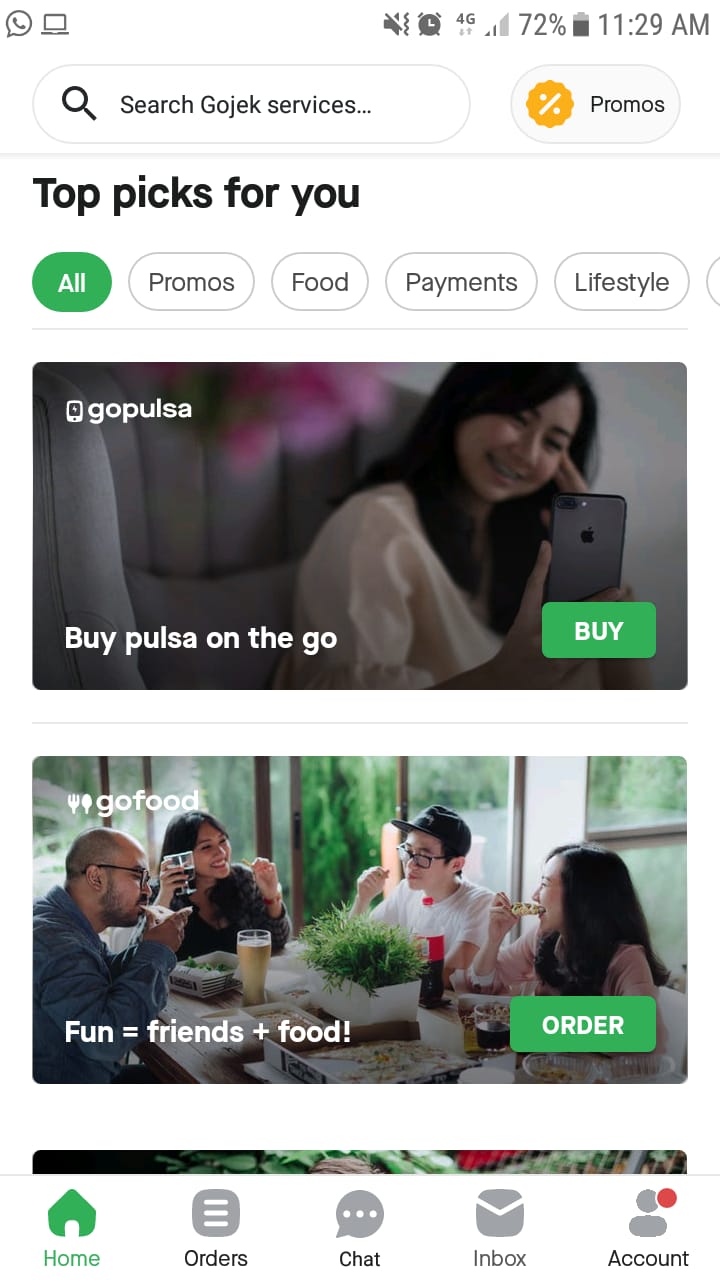 4G 72% 11:29 AM
Search Gojek services...
Promos
Top picks for you
All Promos Food Payments Lifestyle
gopulsa
Buy pulsa on the go
BUY
gofood
Fun = friends + food!
ORDER
Home Orders Chat Inbox Account